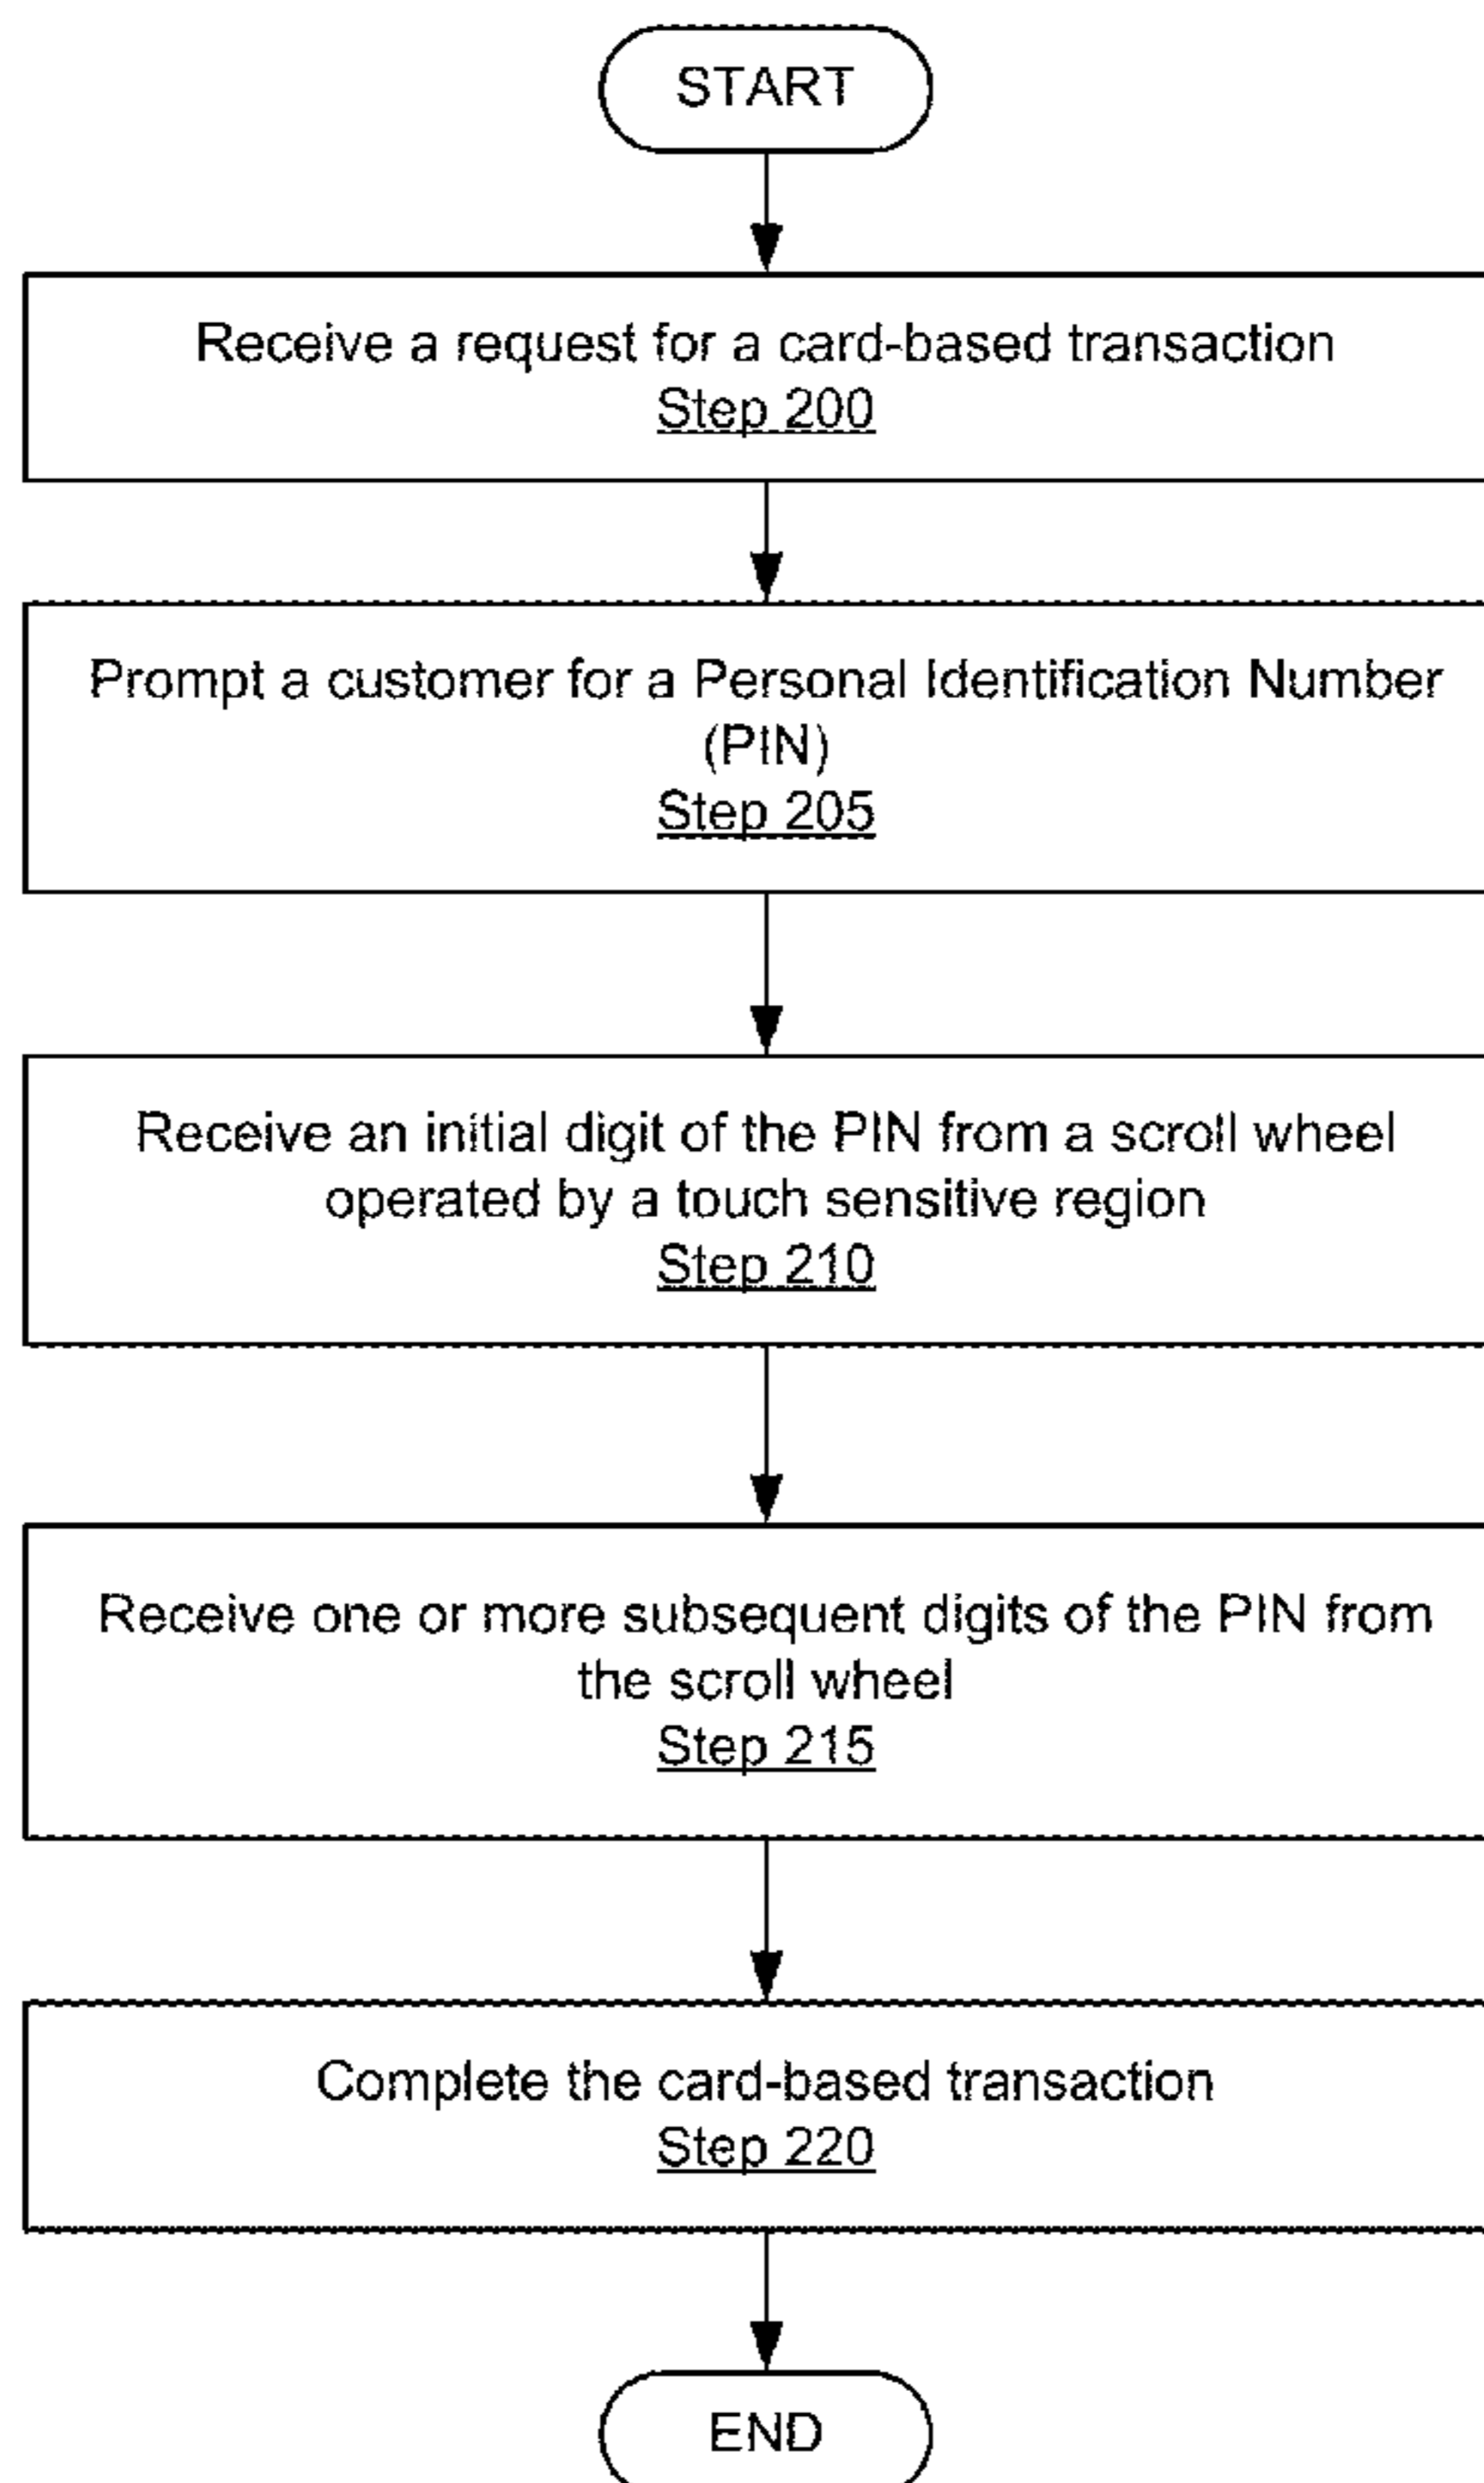 START
Receive a request for a card-based transaction
Step 200
Prompt a customer for a Personal Identification Number
(PIN)
Step 205
Receive an initial digit of the PIN from a scroll wheel
operated by a touch sensitive region
Step 210
Receive one or more subsequent digits of the PIN from
the scroll wheel
Step 215
Complete the card-based transaction
Step 220
END